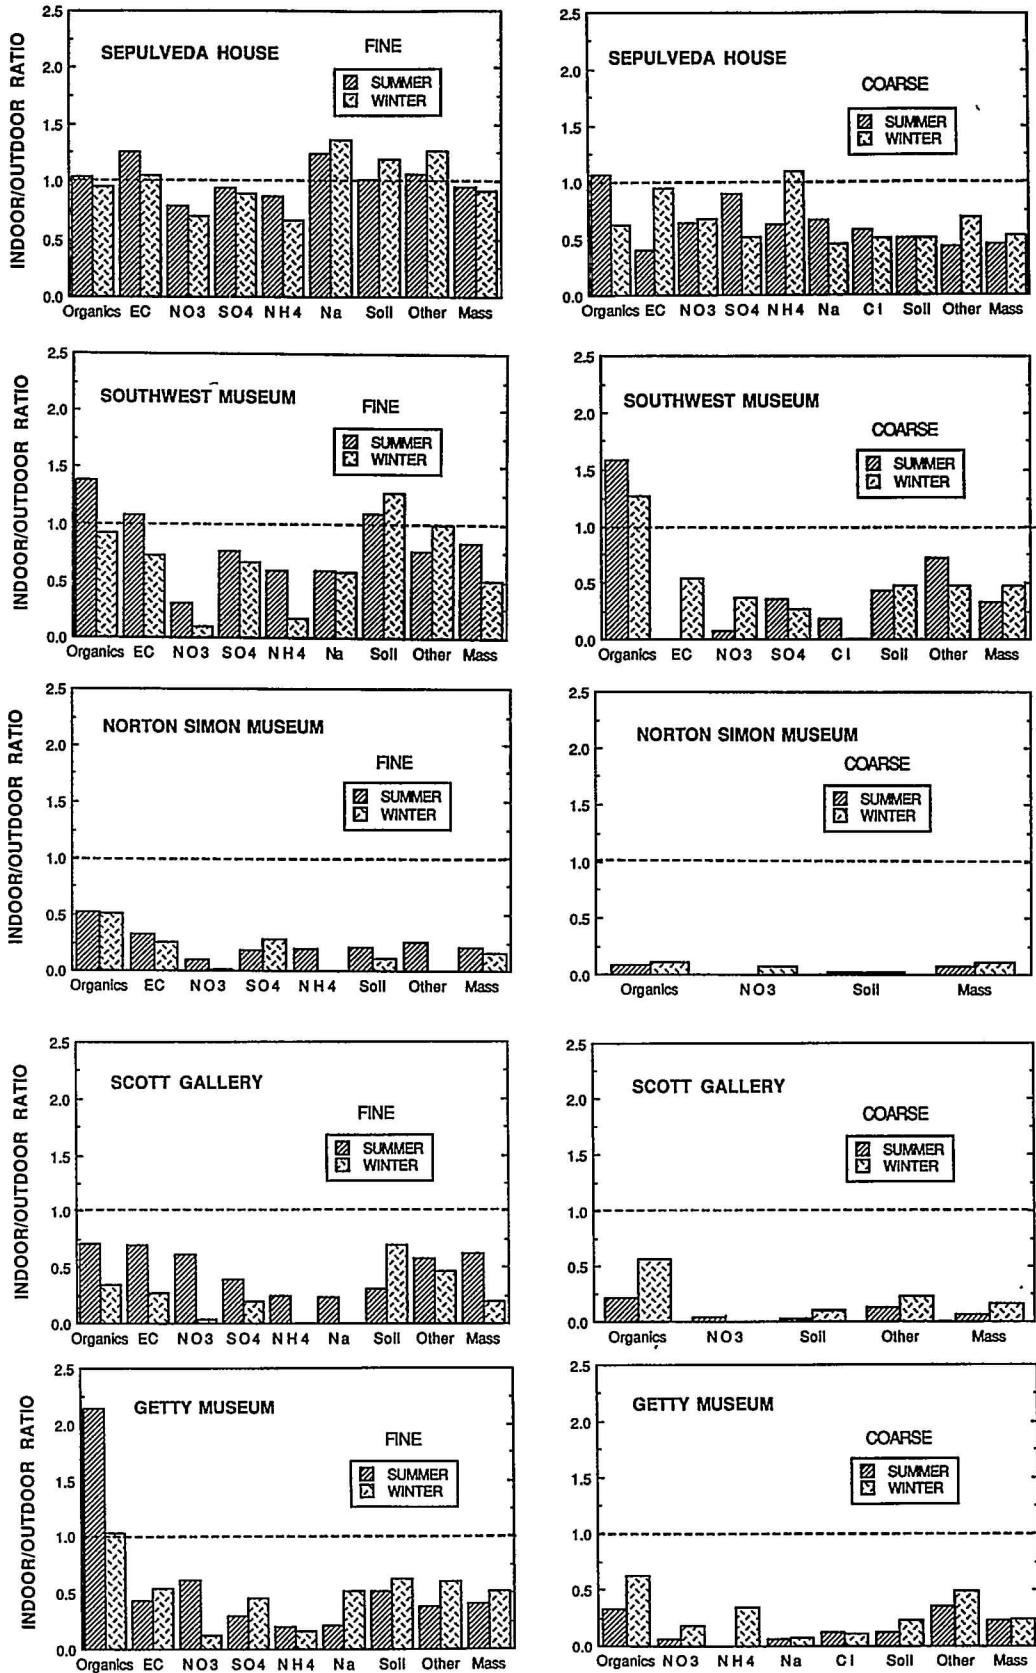 INDOOR/OUTDOOR RATIO
2.5
2.0
1.5
1.0
0.5
0.0
SEPULVEDA HOUSE
FINE
SUMMER
WINTER
Organics EC NO3 SO4 NH4 Na Soil Other Mass
2.5
2.0
1.5
1.0
0.5
0.0
SEPULVEDA HOUSE
COARSE
SUMMER
WINTER
Organics EC NO3 SO4 NH4 Na Cl Soil Other Mass
INDOOR/OUTDOOR RATIO
2.5
2.0
1.5
1.0
0.5
0.0
SOUTHWEST MUSEUM
FINE
SUMMER
WINTER
Organics EC NO3 SO4 NH4 Na Soil Other Mass
2.5
2.0
1.5
1.0
0.5
0.0
SOUTHWEST MUSEUM
COARSE
SUMMER
WINTER
Organics EC NO3 SO4 Cl Soil Other Mass
INDOOR/OUTDOOR RATIO
2.5
2.0
1.5
1.0
0.5
0.0
NORTON SIMON MUSEUM
FINE
SUMMER
WINTER
Organics EC NO3 SO4 NH4 Soil Other Mass
2.5
2.0
1.5
1.0
0.5
0.0
NORTON SIMON MUSEUM
COARSE
SUMMER
WINTER
Organics NO3 Soil Mass
INDOOR/OUTDOOR RATIO
2.5
2.0
1.5
1.0
0.5
0.0
SCOTT GALLERY
FINE
SUMMER
WINTER
Organics EC NO3 SO4 NH4 Na Soil Other Mass
2.5
2.0
1.5
1.0
0.5
0.0
SCOTT GALLERY
COARSE
SUMMER
WINTER
Organics NO3 Soil Other Mass
INDOOR/OUTDOOR RATIO
2.5
2.0
1.5
1.0
0.5
0.0
GETTY MUSEUM
FINE
SUMMER
WINTER
Organics EC NO3 SO4 NH4 Na Soil Other Mass
2.5
2.0
1.5
1.0
0.5
0.0
GETTY MUSEUM
COARSE
SUMMER
WINTER
Organics NO3 NH4 Na Cl Soil Other Mass